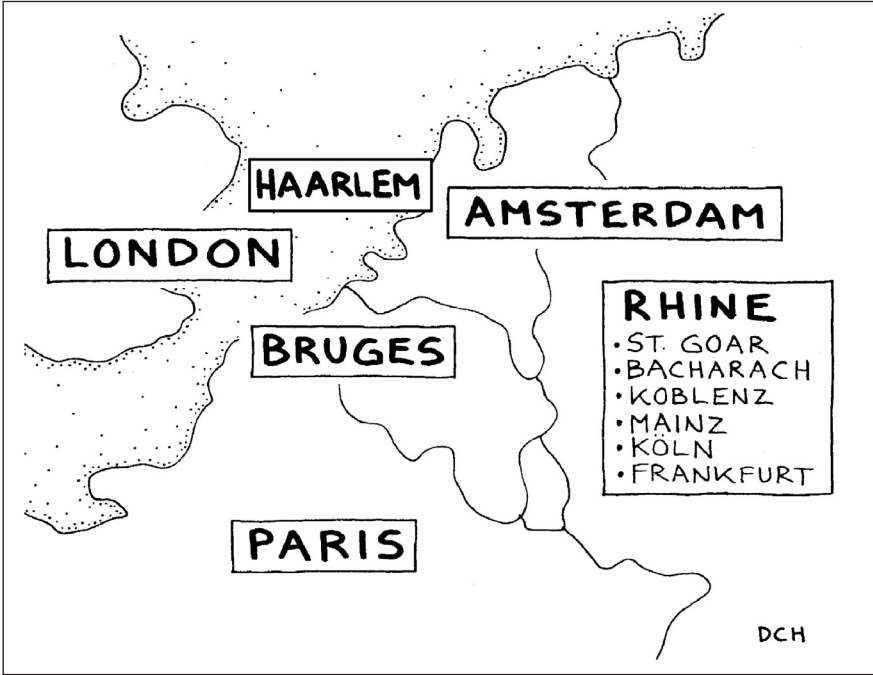 HAARLEM
AMSTERDAM
LONDON
RHINE
• ST. GOAR
• BACHARACH
• KOBLENZ
• MAINZ
• KÖLN
• FRANKFURT
BRUGES
PARIS
DCH